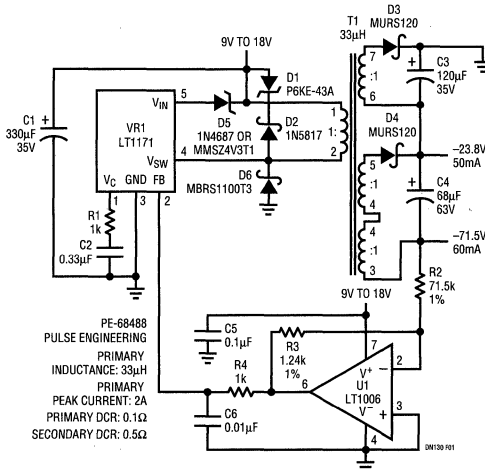 9V TO 18V
T1
33µH
D3
MURS120
7
:1
6
C3
120µF
35V
+
D1
P6KE-43A
5
VIN
D5
1N4687 OR
MMSZ4V3T1
D2
1N5817
1
1:
2
C1
330µF
35V
+
VR1
LT1171
4
VSW
D6
MBRS1100T3
D4
MURS120
–23.8V
50mA
5
:1
4
+
C4
68µF
63V
4
:1
3
–71.5V
60mA
VC GND FB
1 3 2
R1
1k
C2
0.33µF
R2
71.5k
1%
9V TO 18V
PE-68488
PULSE ENGINEERING
PRIMARY
INDUCTANCE: 33µH
PRIMARY
PEAK CURRENT: 2A
PRIMARY DCR: 0.1Ω
SECONDARY DCR: 0.5Ω
C5
0.1µF
R3
1.24k
1%
R4
1k
C6
0.01µF
7
V+
–
2
6
U1
LT1006
V–
+
3
4
DN130 F01